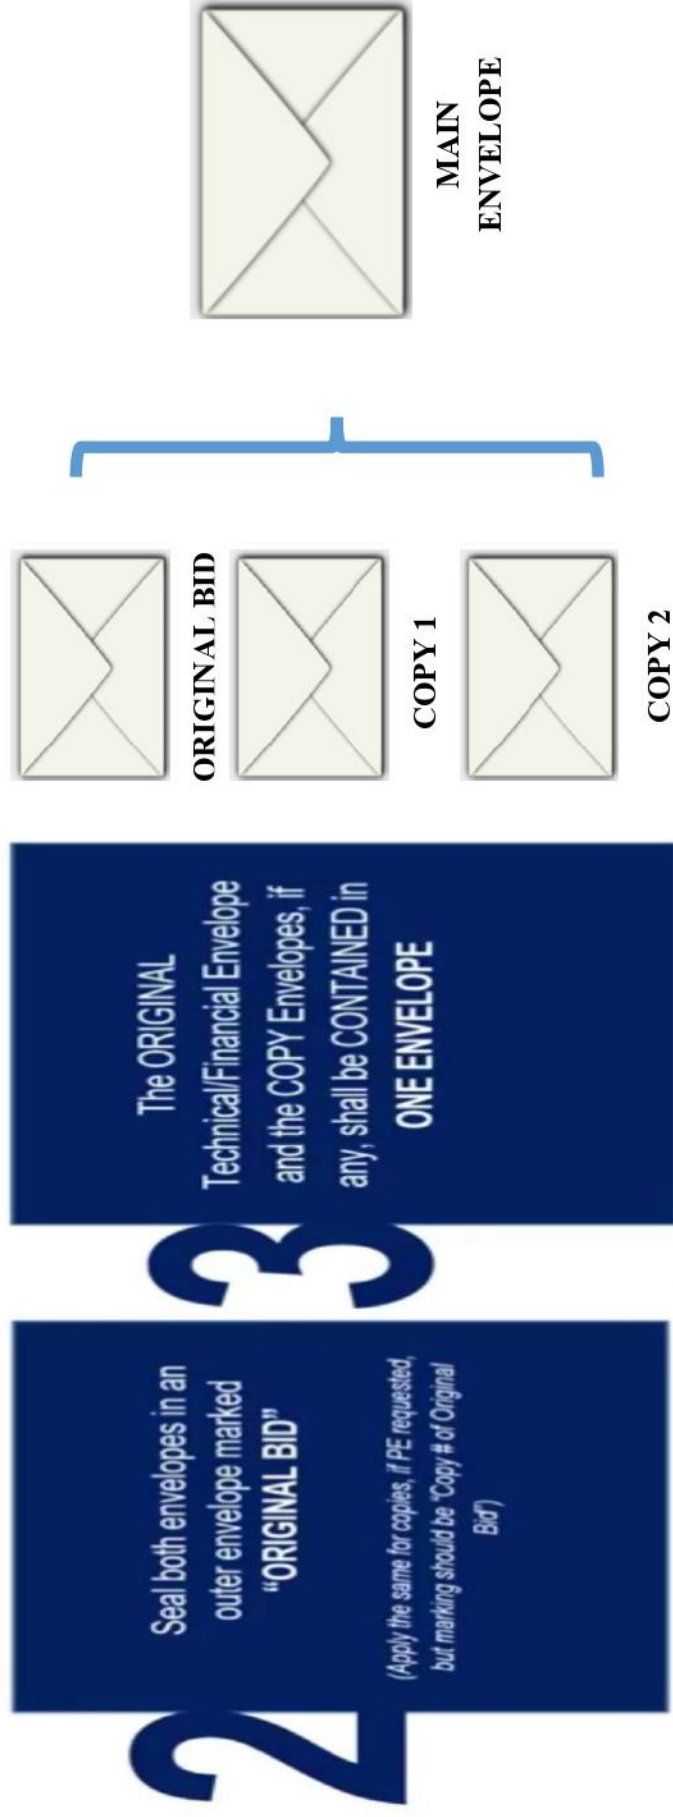 2
Seal both envelopes in an
outer envelope marked
“ORIGINAL BID”
(Apply the same for copies, if PE requested,
but marking should be “Copy # of Original
Bid”)
3
The ORIGINAL
Technical/Financial Envelope
and the COPY Envelopes, if
any, shall be CONTAINED in
ONE ENVELOPE
ORIGINAL BID
COPY 1
COPY 2
MAIN
ENVELOPE